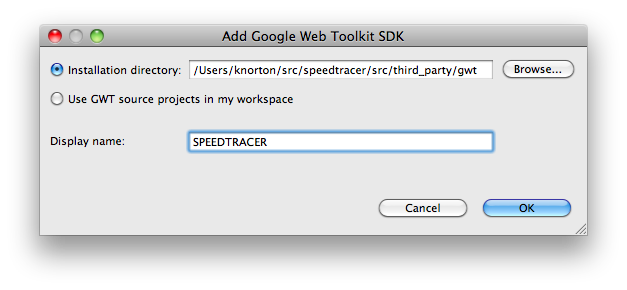 Add Google Web Toolkit SDK
Installation directory: /Users/knorton/src/speedtracer/src/third_party/gwt Browse...
Use GWT source projects in my workspace
Display name: SPEEDTRACER
Cancel OK